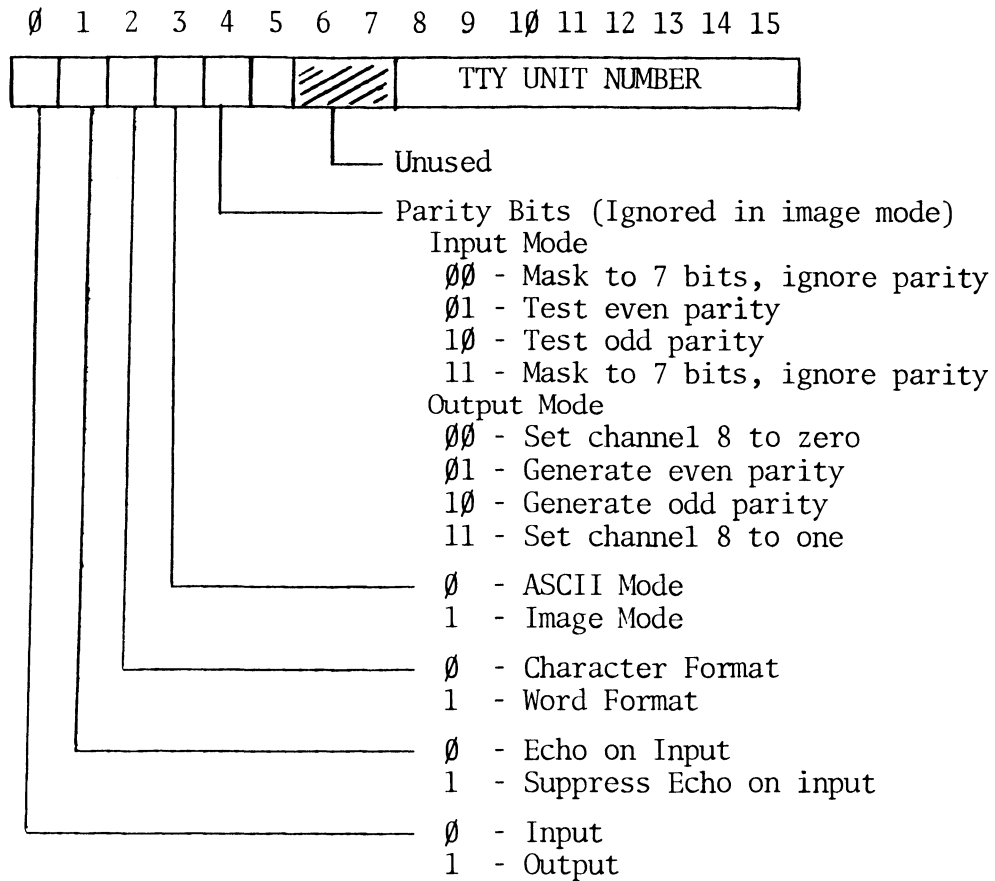 Ø 1 2 3 4 5 6 7 8 9 1Ø 11 12 13 14 15
TTY UNIT NUMBER
Unused
Parity Bits (Ignored in image mode)
Input Mode
ØØ - Mask to 7 bits, ignore parity
Ø1 - Test even parity
1Ø - Test odd parity
11 - Mask to 7 bits, ignore parity
Output Mode
ØØ - Set channel 8 to zero
Ø1 - Generate even parity
1Ø - Generate odd parity
11 - Set channel 8 to one
Ø - ASCII Mode
1 - Image Mode
Ø - Character Format
1 - Word Format
Ø - Echo on Input
1 - Suppress Echo on input
Ø - Input
1 - Output